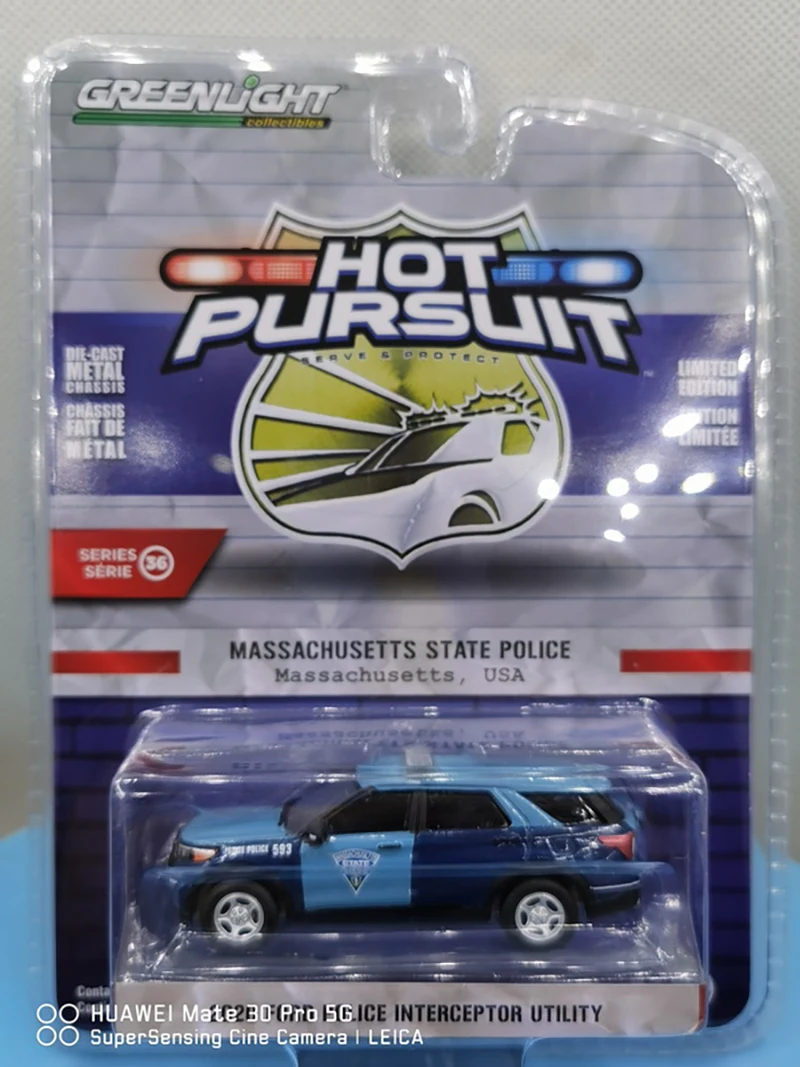 GREENLiGHT
collectibles
HOT
PURSUIT
SERVE & PROTECT
DIE-CAST
METAL
CHASSIS
CHÂSSIS
FAIT DE
MÉTAL
LIMITED
EDITION
LIMITÉE
SERIES
SÉRIE 36
MASSACHUSETTS STATE POLICE
Massachusetts, USA
STATE POLICE 593
MASSACHUSETTS
STATE
POLICE INTERCEPTOR UTILITY
HUAWEI Mate 30 Pro 5G
SuperSensing Cine Camera | LEICA